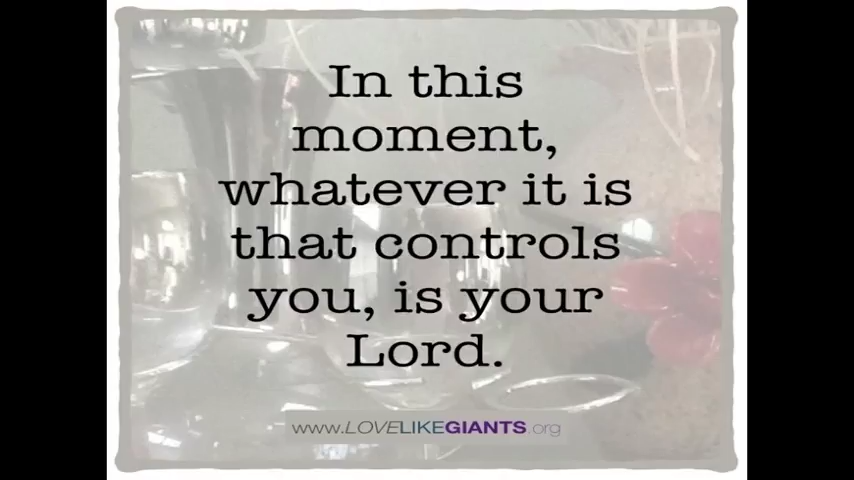 In this
moment,
whatever it is
that controls
you, is your
Lord.
www.LOVELIKEGIANTS.org